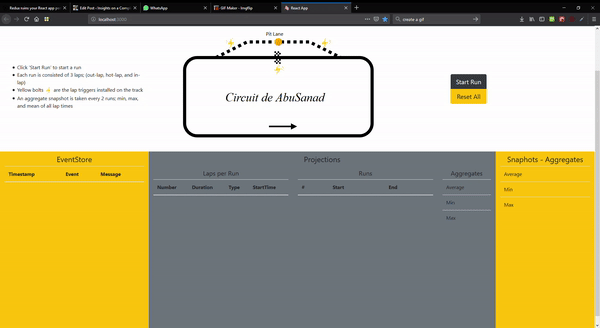 Redux ruins your React app pe
Edit Post ‹ Insights on a Corrup
WhatsApp
GIF Maker - Imgflip
React App
localhost:3000
create a gif
Pit Lane
Click 'Start Run' to start a run
Each run is consisted of 3 laps; (out-lap, hot-lap, and in-
lap)
Yellow bolts are the lap triggers installed on the track
An aggregate snapshot is taken every 2 runs; min, max,
and mean of all lap times
Circuit de AbuSanad
Start Run
Reset All
EventStore
Timestamp Event Message
Projections
Laps per Run
Number Duration Type StartTime
Runs
# Start End
Aggregates
Average
Min
Max
Snaphots - Aggregates
Average
Min
Max